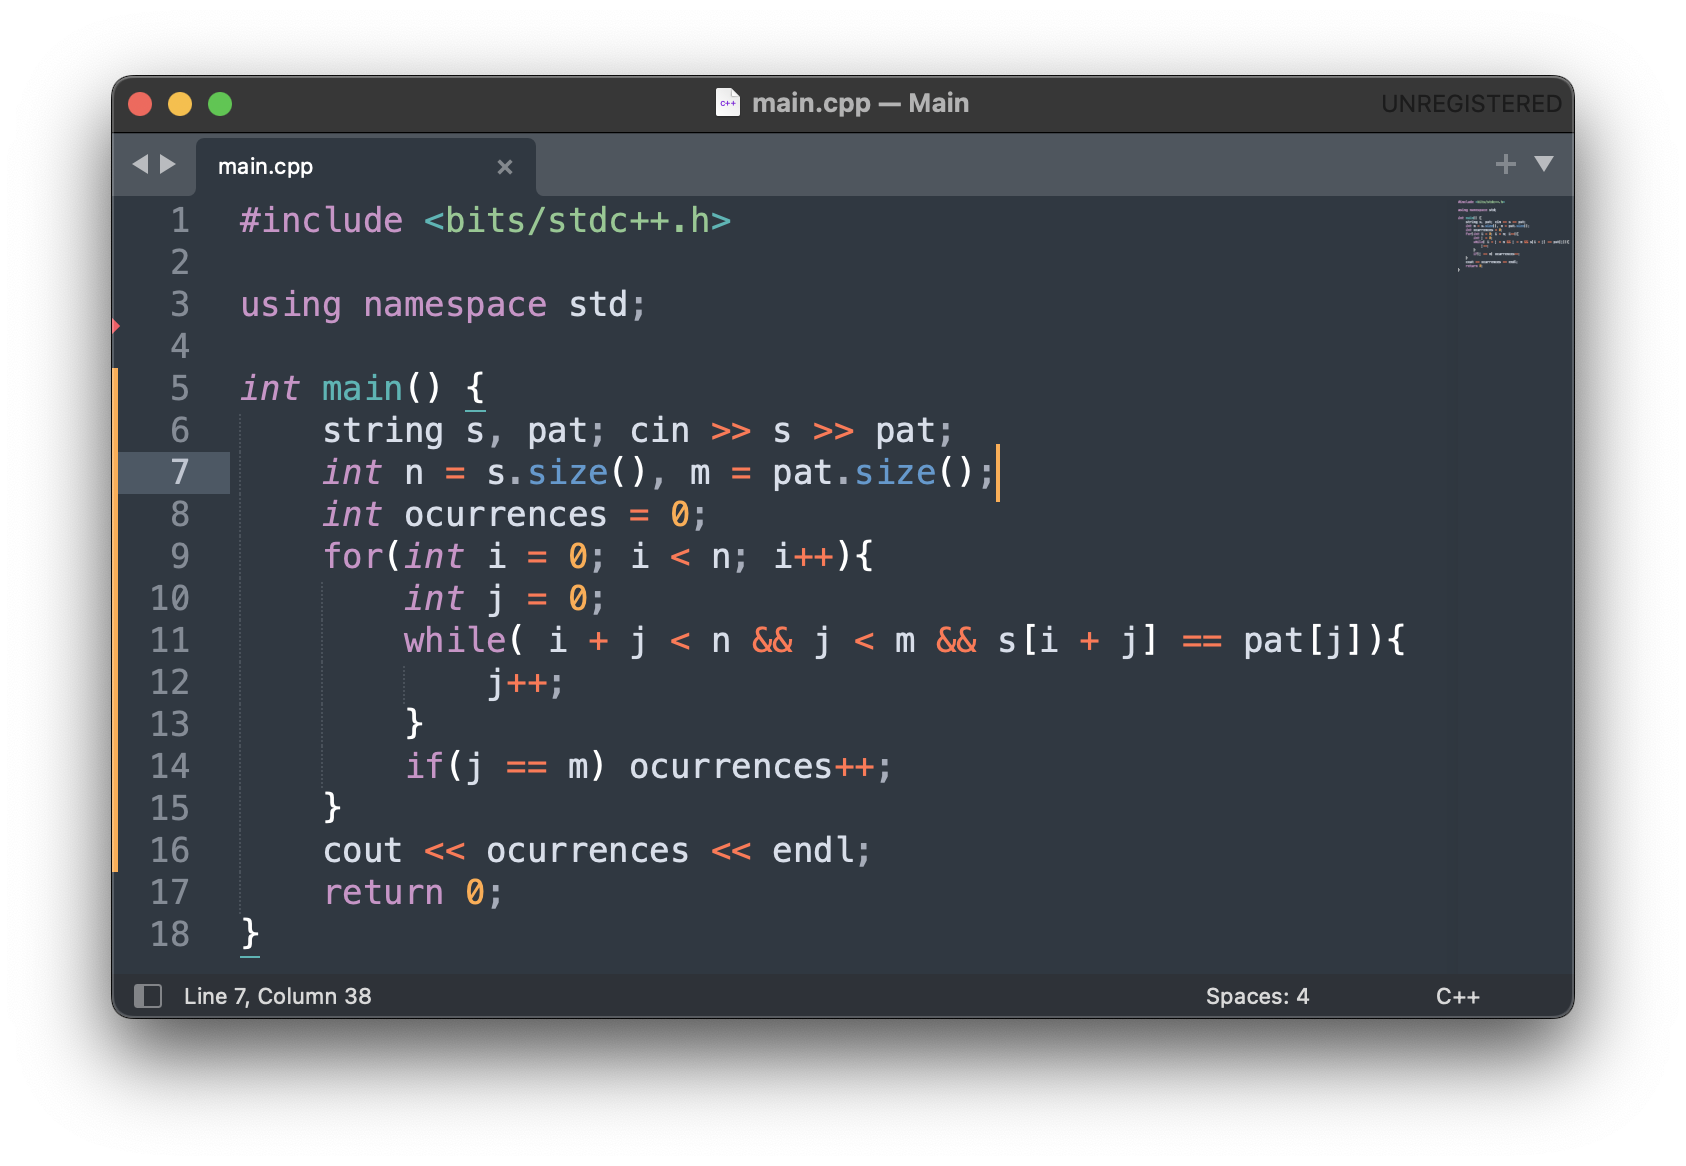 C++ main.cpp — Main UNREGISTERED
main.cpp
1 #include <bits/stdc++.h>
2
3 using namespace std;
4
5 int main() {
6     string s, pat; cin >> s >> pat;
7     int n = s.size(), m = pat.size();
8     int ocurrences = 0;
9     for(int i = 0; i < n; i++){
10         int j = 0;
11         while( i + j < n && j < m && s[i + j] == pat[j]){
12             j++;
13         }
14         if(j == m) ocurrences++;
15     }
16     cout << ocurrences << endl;
17     return 0;
18 }
Line 7, Column 38 Spaces: 4 C++